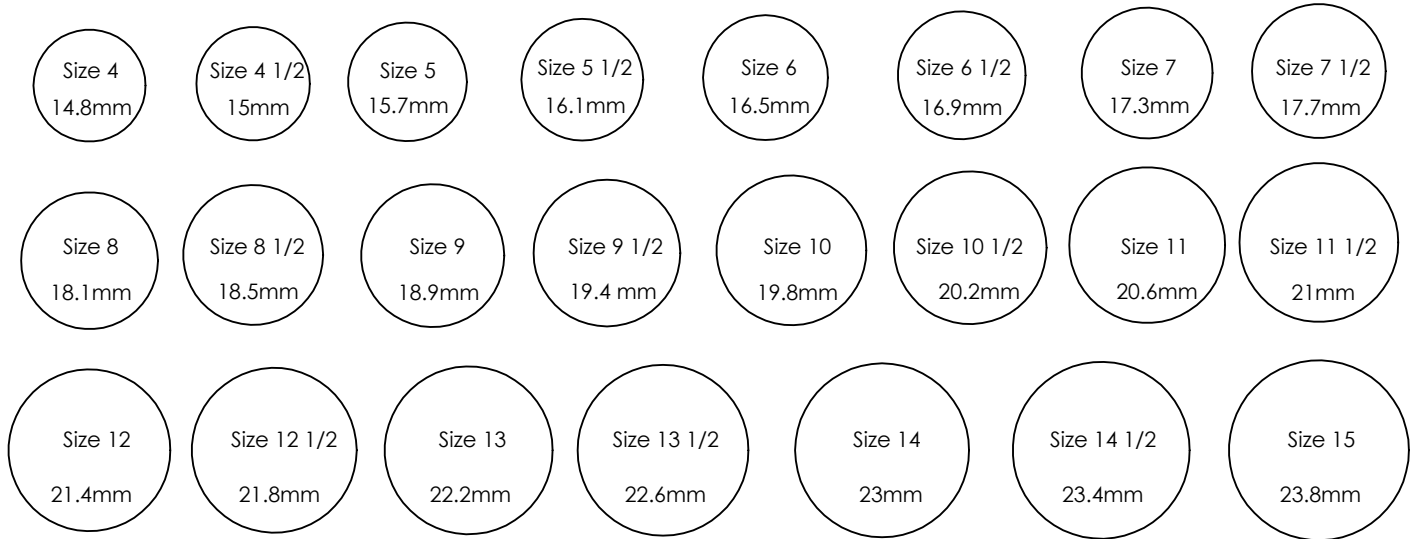 Size 4
14.8mm
Size 4 1/2
15mm
Size 5
15.7mm
Size 5 1/2
16.1mm
Size 6
16.5mm
Size 6 1/2
16.9mm
Size 7
17.3mm
Size 7 1/2
17.7mm
Size 8
18.1mm
Size 8 1/2
18.5mm
Size 9
18.9mm
Size 9 1/2
19.4 mm
Size 10
19.8mm
Size 10 1/2
20.2mm
Size 11
20.6mm
Size 11 1/2
21mm
Size 12
21.4mm
Size 12 1/2
21.8mm
Size 13
22.2mm
Size 13 1/2
22.6mm
Size 14
23mm
Size 14 1/2
23.4mm
Size 15
23.8mm